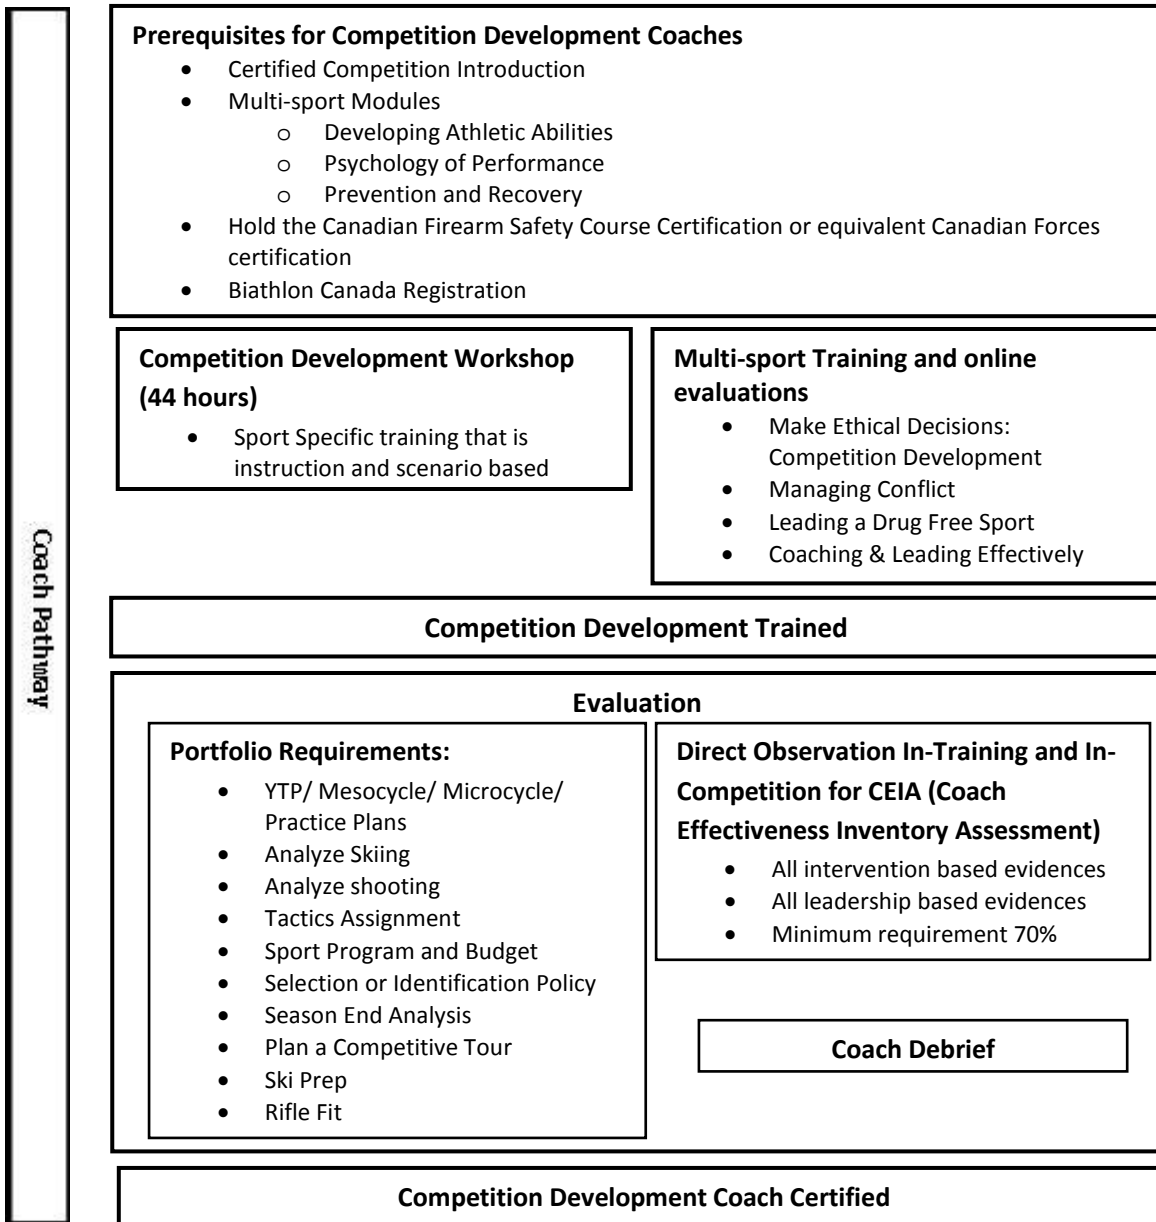 Coach Pathway
Prerequisites for Competition Development Coaches
• Certified Competition Introduction
• Multi-sport Modules
o Developing Athletic Abilities
o Psychology of Performance
o Prevention and Recovery
• Hold the Canadian Firearm Safety Course Certification or equivalent Canadian Forces
certification
• Biathlon Canada Registration
Competition Development Workshop
(44 hours)
• Sport Specific training that is
instruction and scenario based
Multi-sport Training and online
evaluations
• Make Ethical Decisions:
Competition Development
• Managing Conflict
• Leading a Drug Free Sport
• Coaching & Leading Effectively
Competition Development Trained
Evaluation
Portfolio Requirements:
• YTP/ Mesocycle/ Microcycle/
Practice Plans
• Analyze Skiing
• Analyze shooting
• Tactics Assignment
• Sport Program and Budget
• Selection or Identification Policy
• Season End Analysis
• Plan a Competitive Tour
• Ski Prep
• Rifle Fit
Direct Observation In-Training and In-
Competition for CEIA (Coach
Effectiveness Inventory Assessment)
• All intervention based evidences
• All leadership based evidences
• Minimum requirement 70%
Coach Debrief
Competition Development Coach Certified